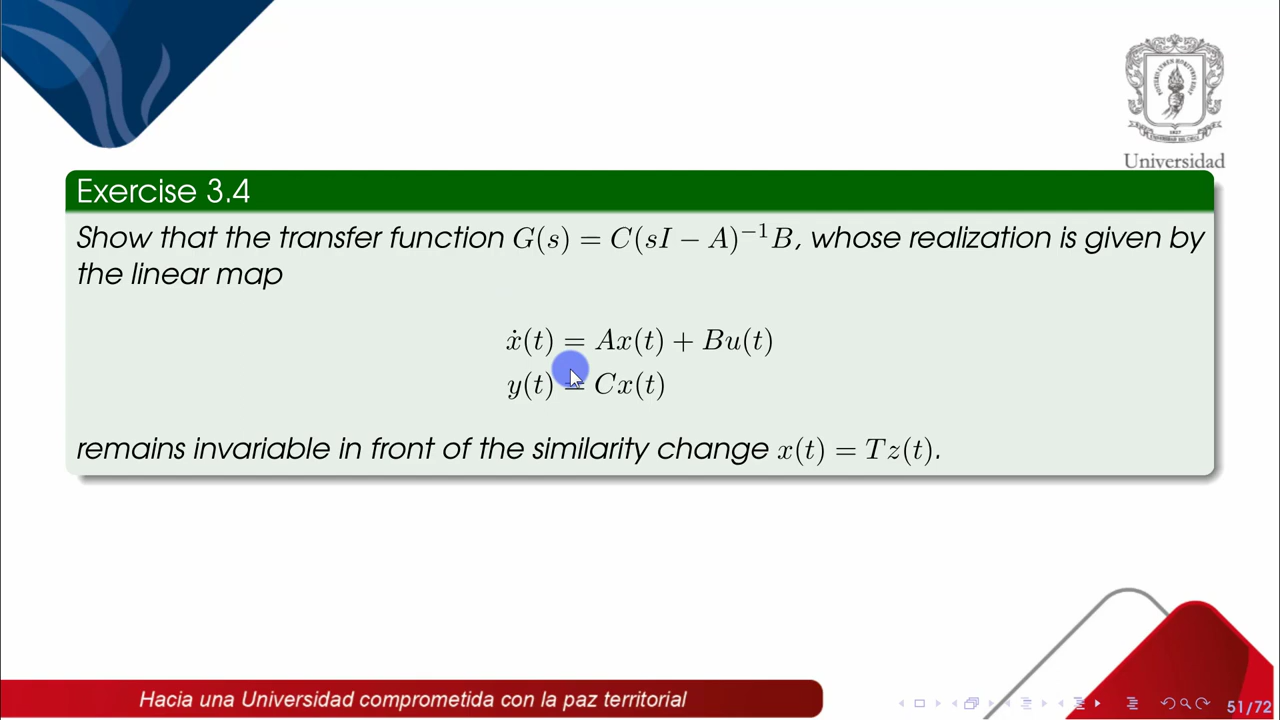 Universidad
Exercise 3.4
Show that the transfer function G(s) = C(sI − A)⁻¹B, whose realization is given by
the linear map
ẋ(t) = Ax(t) + Bu(t)
y(t) = Cx(t)
remains invariable in front of the similarity change x(t) = Tz(t).
Hacia una Universidad comprometida con la paz territorial
51/72